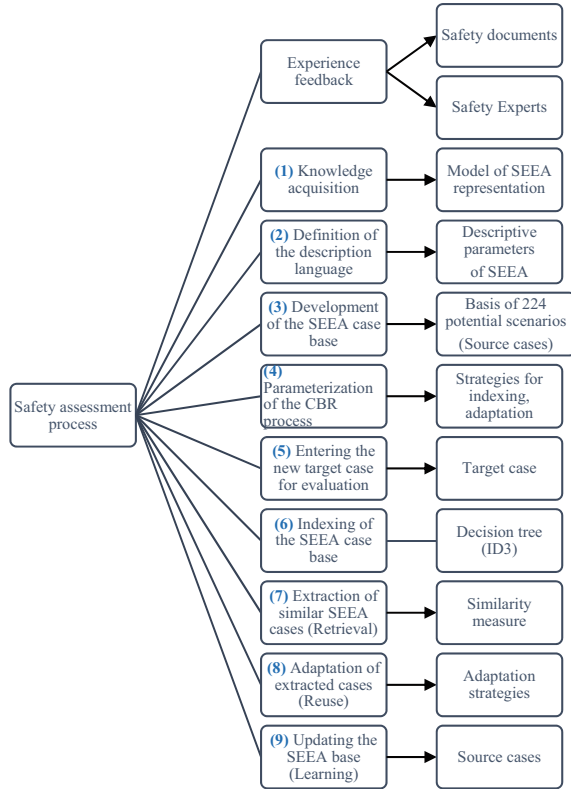 Safety assessment
process
Experience
feedback
Safety documents
Safety Experts
(1) Knowledge
acquisition
Model of SEEA
representation
(2) Definition of
the description
language
Descriptive
parameters
of SEEA
(3) Development
of the SEEA case
base
Basis of 224
potential scenarios
(Source cases)
(4)
Parameterization
of the CBR
process
Strategies for
indexing,
adaptation
(5) Entering the
new target case
for evaluation
Target case
(6) Indexing of
the SEEA case
base
Decision tree
(ID3)
(7) Extraction of
similar SEEA
cases (Retrieval)
Similarity
measure
(8) Adaptation of
extracted cases
(Reuse)
Adaptation
strategies
(9) Updating the
SEEA base
(Learning)
Source cases